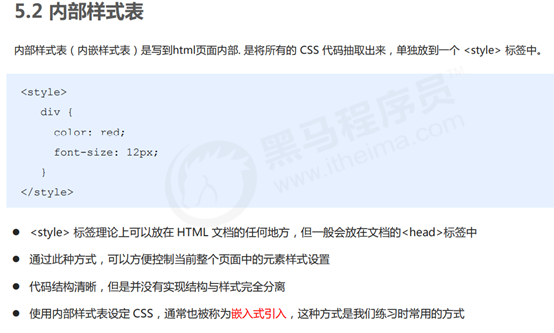 5.2 内部样式表
内部样式表（内嵌样式表）是写到html页面内部. 是将所有的 CSS 代码抽取出来，单独放到一个 <style> 标签中。
<style>
div {
color: red;
font-size: 12px;
}
</style>
黑马程序员™
www.itheima.com
● <style> 标签理论上可以放在 HTML 文档的任何地方，但一般会放在文档的<head>标签中
● 通过此种方式，可以方便控制当前整个页面中的元素样式设置
● 代码结构清晰，但是并没有实现结构与样式完全分离
● 使用内部样式表设定 CSS，通常也被称为嵌入式引入，这种方式是我们练习时常用的方式